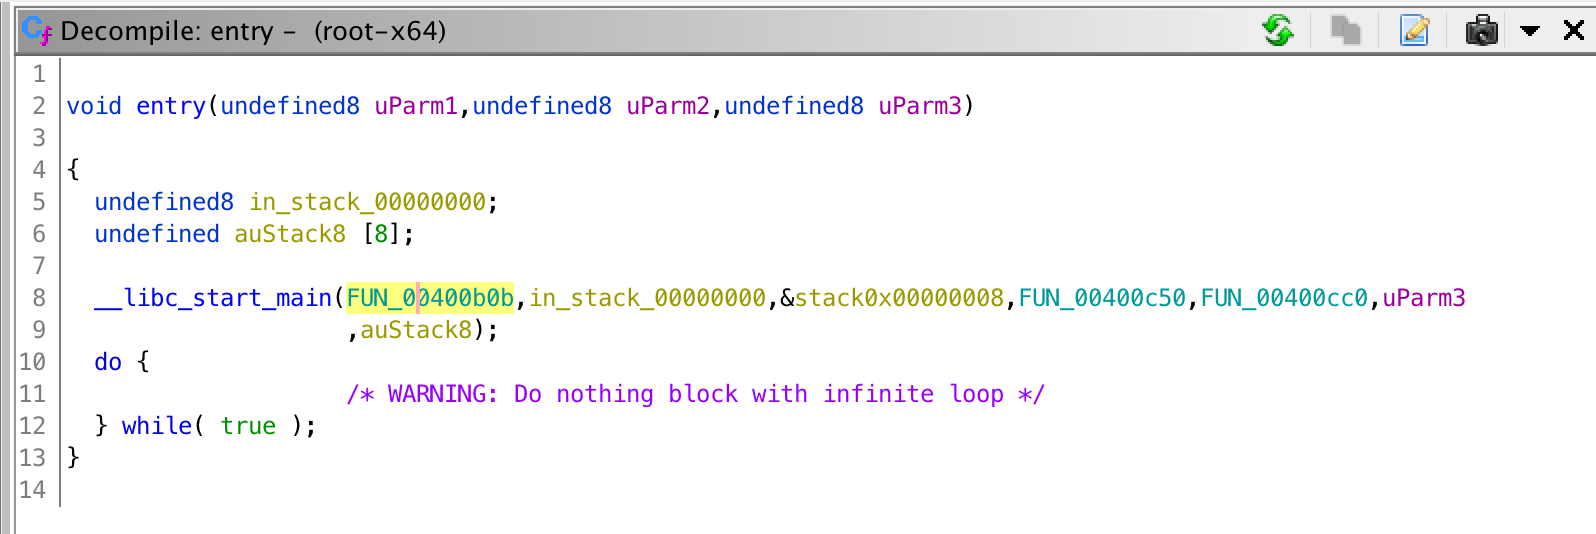 Decompile: entry - (root-x64)
1
2 void entry(undefined8 uParm1,undefined8 uParm2,undefined8 uParm3)
3
4 {
5   undefined8 in_stack_00000000;
6   undefined auStack8 [8];
7
8   __libc_start_main(FUN_00400b0b,in_stack_00000000,&stack0x00000008,FUN_00400c50,FUN_00400cc0,uParm3
9                     ,auStack8);
10   do {
11                     /* WARNING: Do nothing block with infinite loop */
12   } while( true );
13 }
14